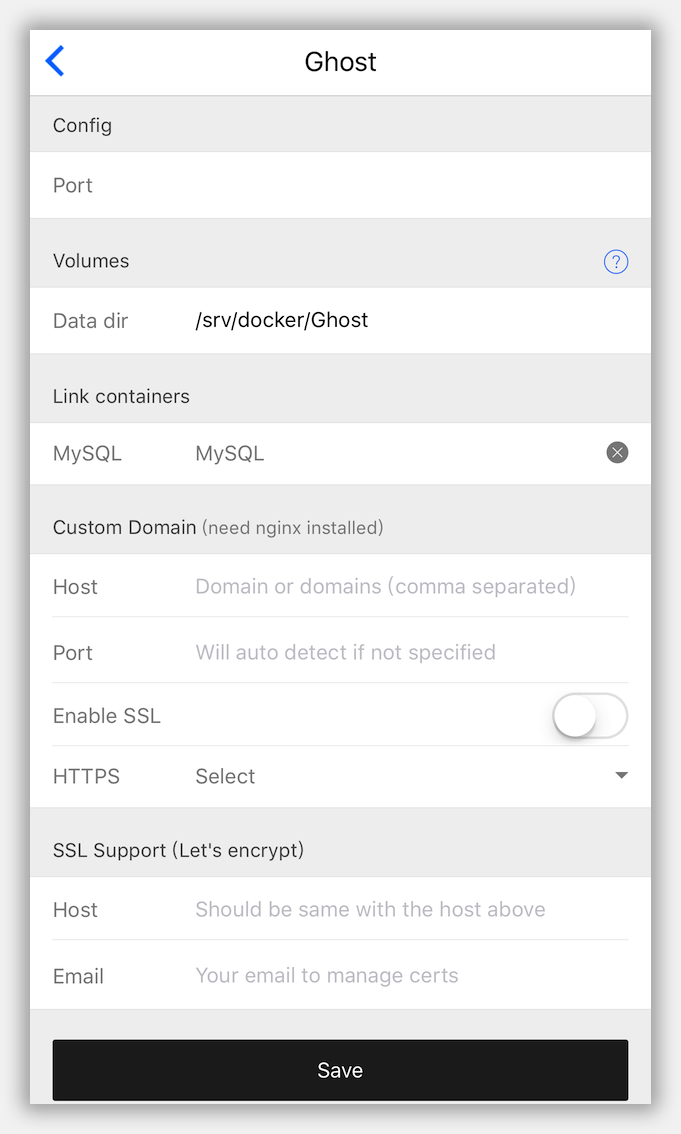 Ghost
Config
Port
Volumes ?
Data dir /srv/docker/Ghost
Link containers
MySQL MySQL
Custom Domain (need nginx installed)
Host Domain or domains (comma separated)
Port Will auto detect if not specified
Enable SSL
HTTPS Select
SSL Support (Let's encrypt)
Host Should be same with the host above
Email Your email to manage certs
Save